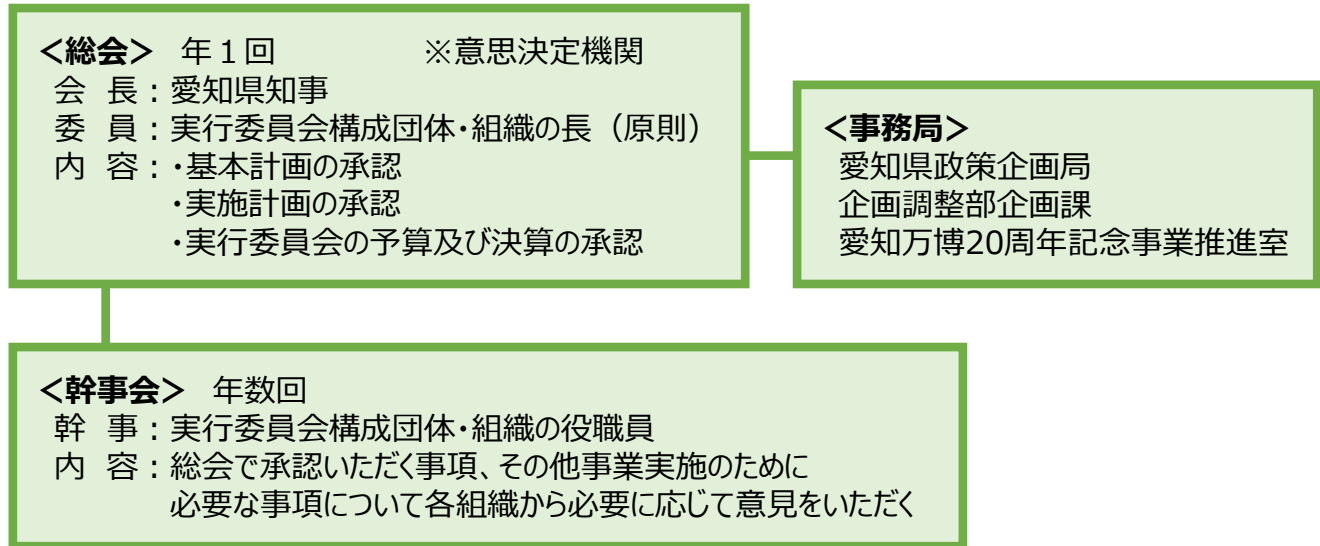 <総会> 年1回 ※意思決定機関
会 長:愛知県知事
委 員:実行委員会構成団体・組織の長(原則)
内 容:・基本計画の承認
・実施計画の承認
・実行委員会の予算及び決算の承認
<事務局>
愛知県政策企画局
企画調整部企画課
愛知万博20周年記念事業推進室
<幹事会> 年数回
幹 事:実行委員会構成団体・組織の役職員
内 容:総会で承認いただく事項、その他事業実施のために
必要な事項について各組織から必要に応じて意見をいただく